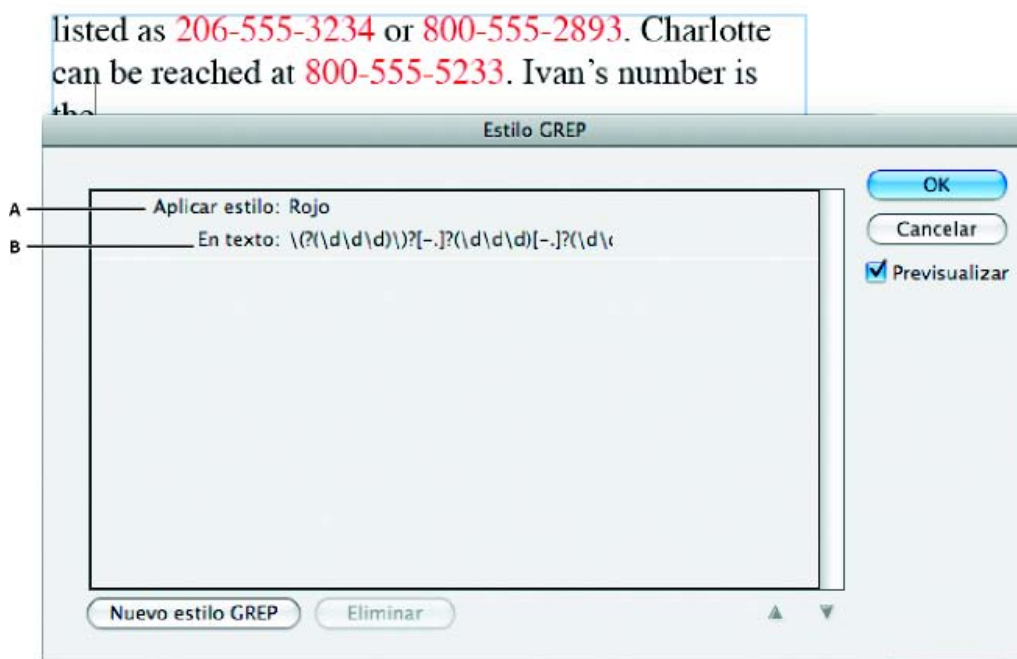 listed as 206-555-3234 or 800-555-2893. Charlotte
can be reached at 800-555-5233. Ivan’s number is
the
Estilo GREP
A
Aplicar estilo: Rojo
B
En texto: \(?(\d\d\d)\)?[-.]?(\d\d\d)[-.]?(\d\
OK
Cancelar
Previsualizar
Nuevo estilo GREP
Eliminar